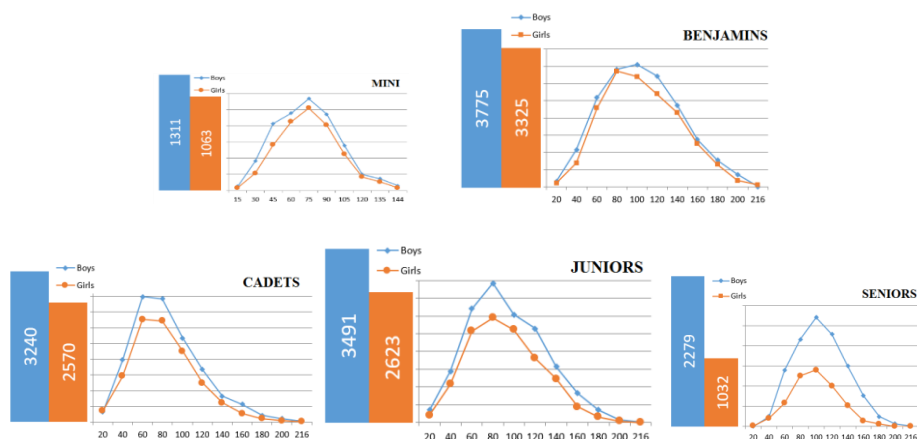 Boys
Girls
MINI
1311
1063
15 30 45 60 75 90 105 120 135 144
Boys
Girls
BENJAMINS
3775
3325
20 40 60 80 100 120 140 160 180 200 216
Boys
Girls
CADETS
3240
2570
20 40 60 80 100 120 140 160 180 200 216
Boys
Girls
JUNIORS
3491
2623
20 40 60 80 100 120 140 160 180 200 216
Boys
Girls
SENIORS
2279
1032
20 40 60 80 100 120 140 160 180 200 216